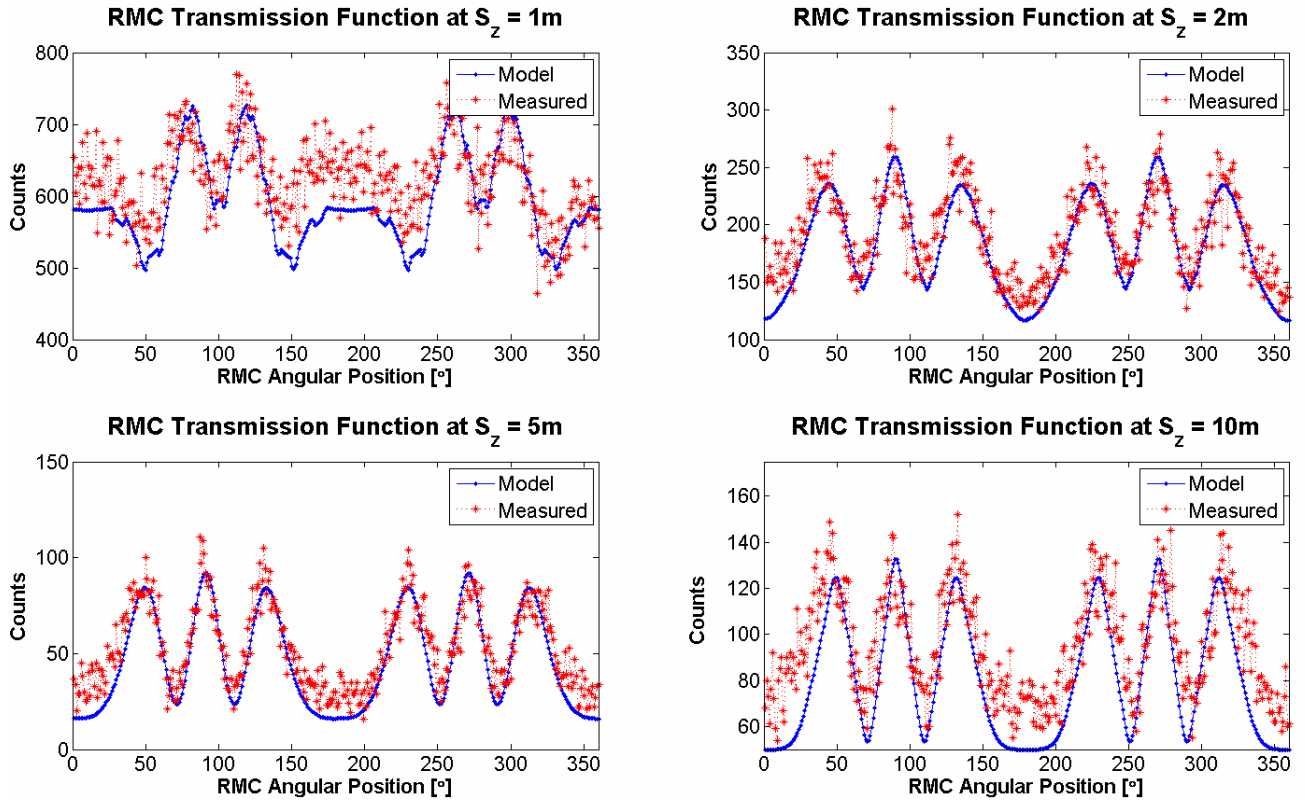 RMC Transmission Function at S_z = 1m
800
700
600
500
400
Counts
0 50 100 150 200 250 300 350
RMC Angular Position [°]
Model
Measured
RMC Transmission Function at S_z = 2m
350
300
250
200
150
100
Counts
0 50 100 150 200 250 300 350
RMC Angular Position [°]
Model
Measured
RMC Transmission Function at S_z = 5m
150
100
50
0
Counts
0 50 100 150 200 250 300 350
RMC Angular Position [°]
Model
Measured
RMC Transmission Function at S_z = 10m
160
140
120
100
80
60
Counts
0 50 100 150 200 250 300 350
RMC Angular Position [°]
Model
Measured